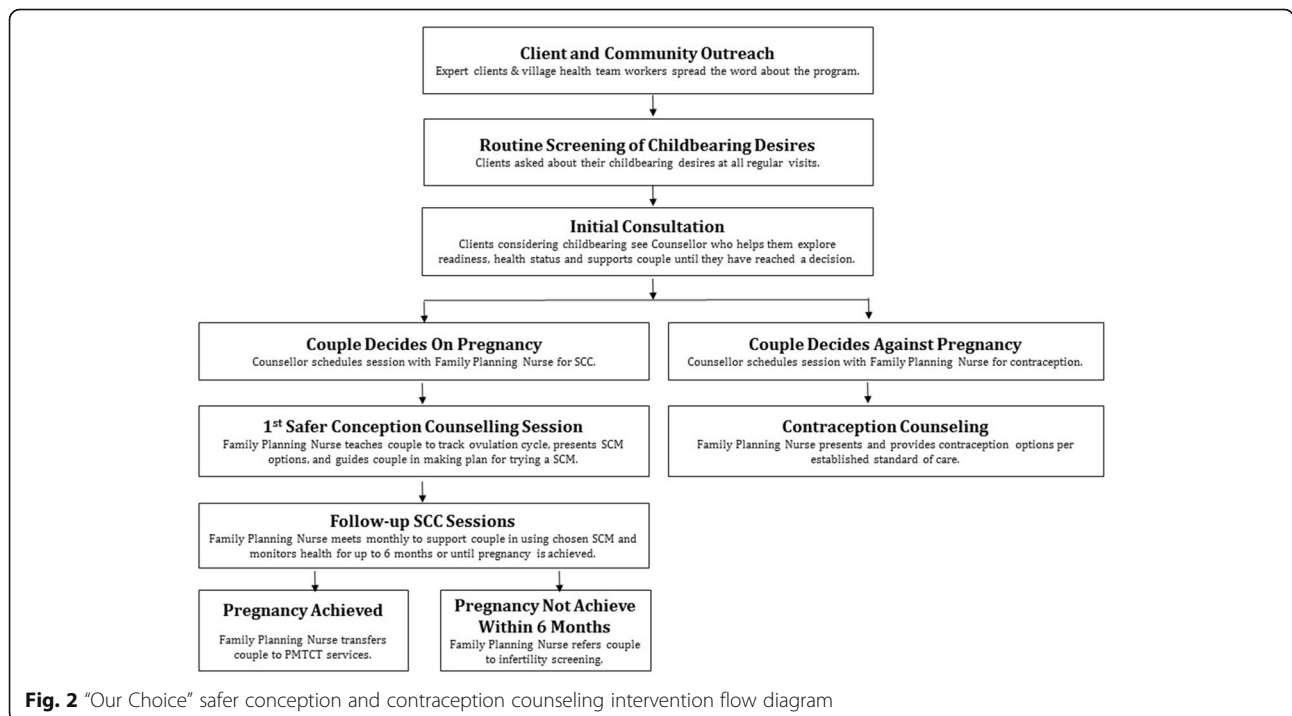 Client and Community Outreach
Expert clients & village health team workers spread the word about the program.
Routine Screening of Childbearing Desires
Clients asked about their childbearing desires at all regular visits.
Initial Consultation
Clients considering childbearing see Counsellor who helps them explore
readiness, health status and supports couple until they have reached a decision.
Couple Decides On Pregnancy
Counsellor schedules session with Family Planning Nurse for SCC.
Couple Decides Against Pregnancy
Counsellor schedules session with Family Planning Nurse for contraception.
1st Safer Conception Counselling Session
Family Planning Nurse teaches couple to track ovulation cycle, presents SCM
options, and guides couple in making plan for trying a SCM.
Contraception Counseling
Family Planning Nurse presents and provides contraception options per
established standard of care.
Follow-up SCC Sessions
Family Planning Nurse meets monthly to support couple in using chosen SCM and
monitors health for up to 6 months or until pregnancy is achieved.
Pregnancy Achieved
Family Planning Nurse transfers
couple to PMTCT services.
Pregnancy Not Achieve
Within 6 Months
Family Planning Nurse refers couple
to infertility screening.
Fig. 2 "Our Choice" safer conception and contraception counseling intervention flow diagram